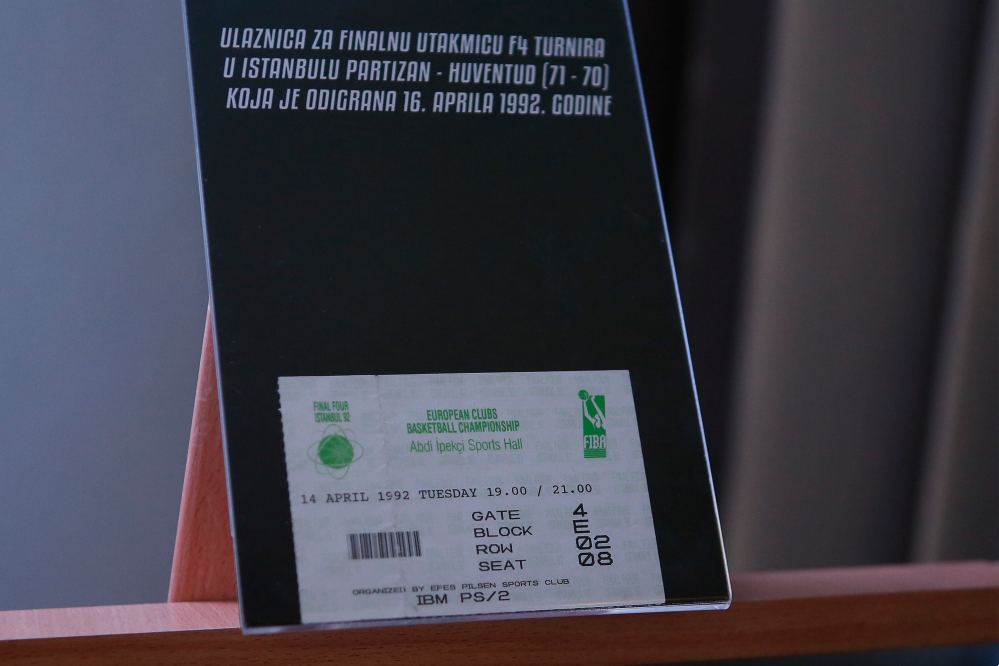 ULAZNICA ZA FINALNU UTAKMICU F4 TURNIRA
U ISTANBULU PARTIZAN - HUVENTUD (71 - 70)
KOJA JE ODIGRANA 16. APRILA 1992. GODINE
FINAL FOUR
ISTANBUL 92
EUROPEAN CLUBS
BASKETBALL CHAMPIONSHIP
Abdi İpekçi Sports Hall
FIBA
14 APRIL 1992 TUESDAY 19.00 / 21.00
GATE 4
BLOCK E
ROW 02
SEAT 08
ORGANIZED BY EFES PILSEN SPORTS CLUB
IBM PS/2